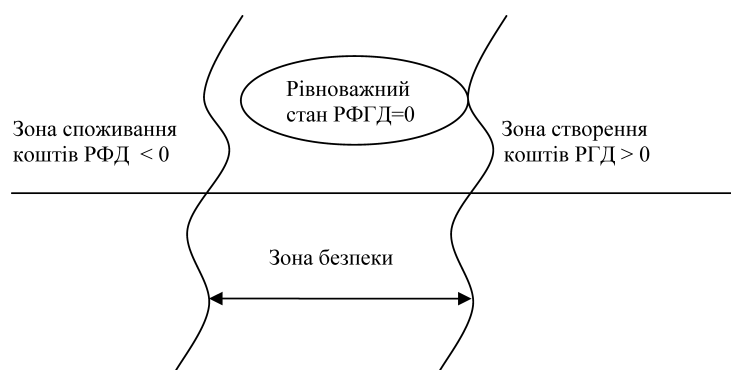 Рівноважний
стан РФГД=0
Зона споживання
коштів РФД < 0
Зона створення
коштів РГД > 0
Зона безпеки